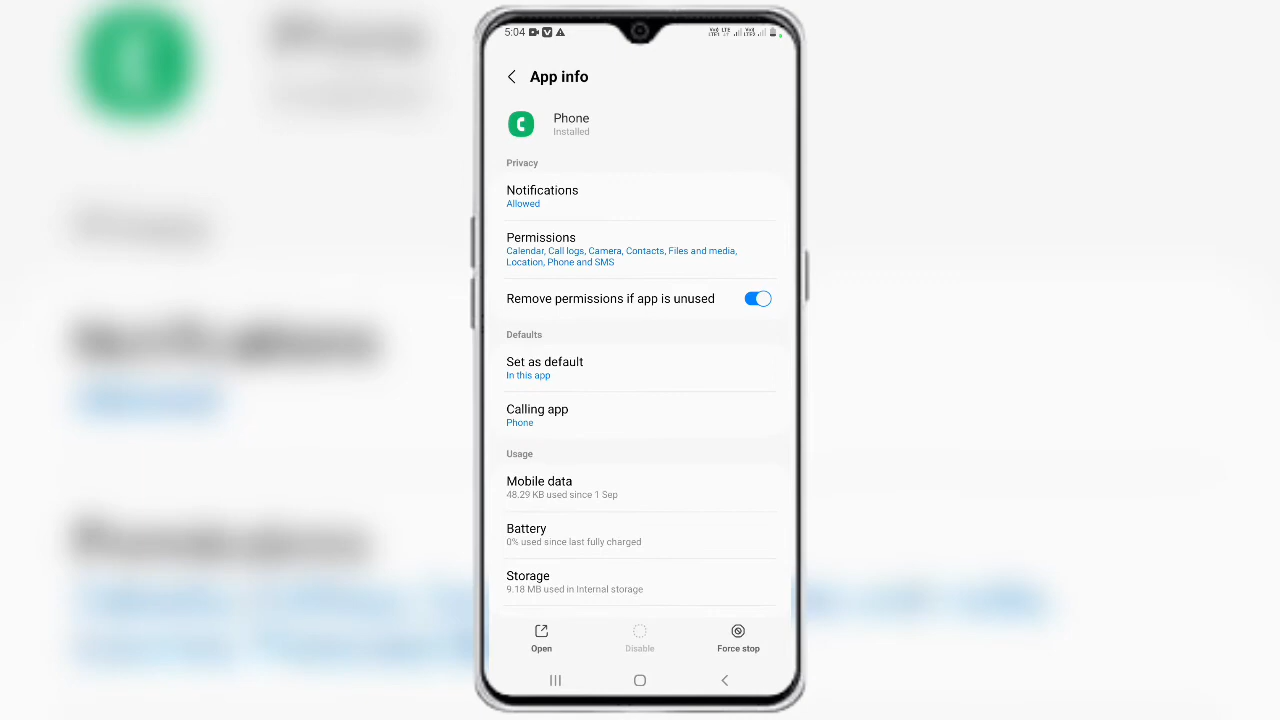 5:04
App info
Phone
Installed
Privacy
Notifications
Allowed
Permissions
Calendar, Call logs, Camera, Contacts, Files and media,
Location, Phone and SMS
Remove permissions if app is unused
Defaults
Set as default
In this app
Calling app
Phone
Usage
Mobile data
48.29 KB used since 1 Sep
Battery
0% used since last fully charged
Storage
9.18 MB used in Internal storage
Open
Disable
Force stop